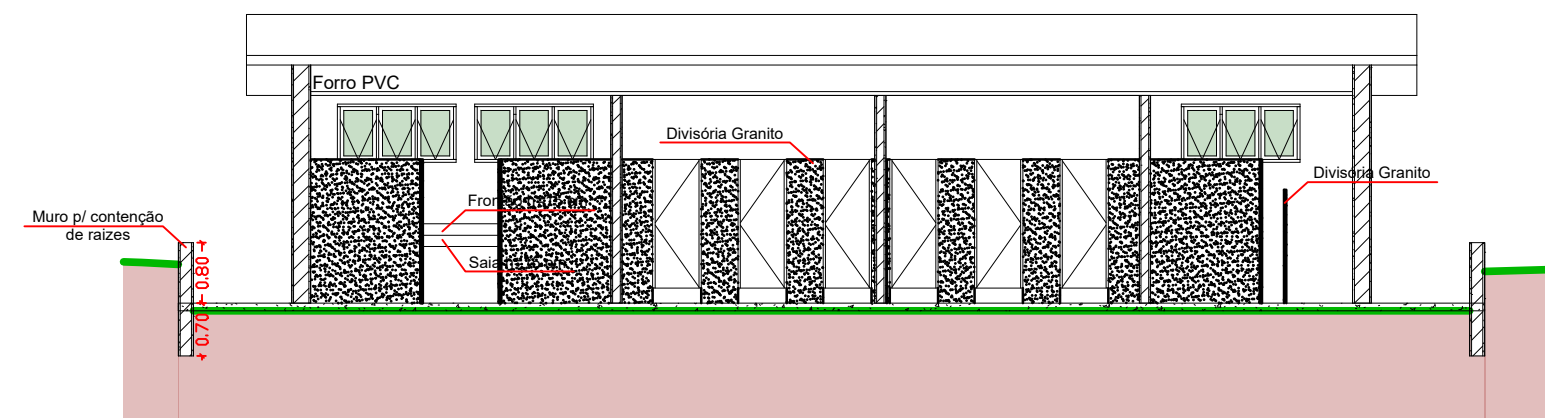 Forro PVC
Divisória Granito
Divisória Granito
Muro p/ contenção
de raizes
0.80
0.70